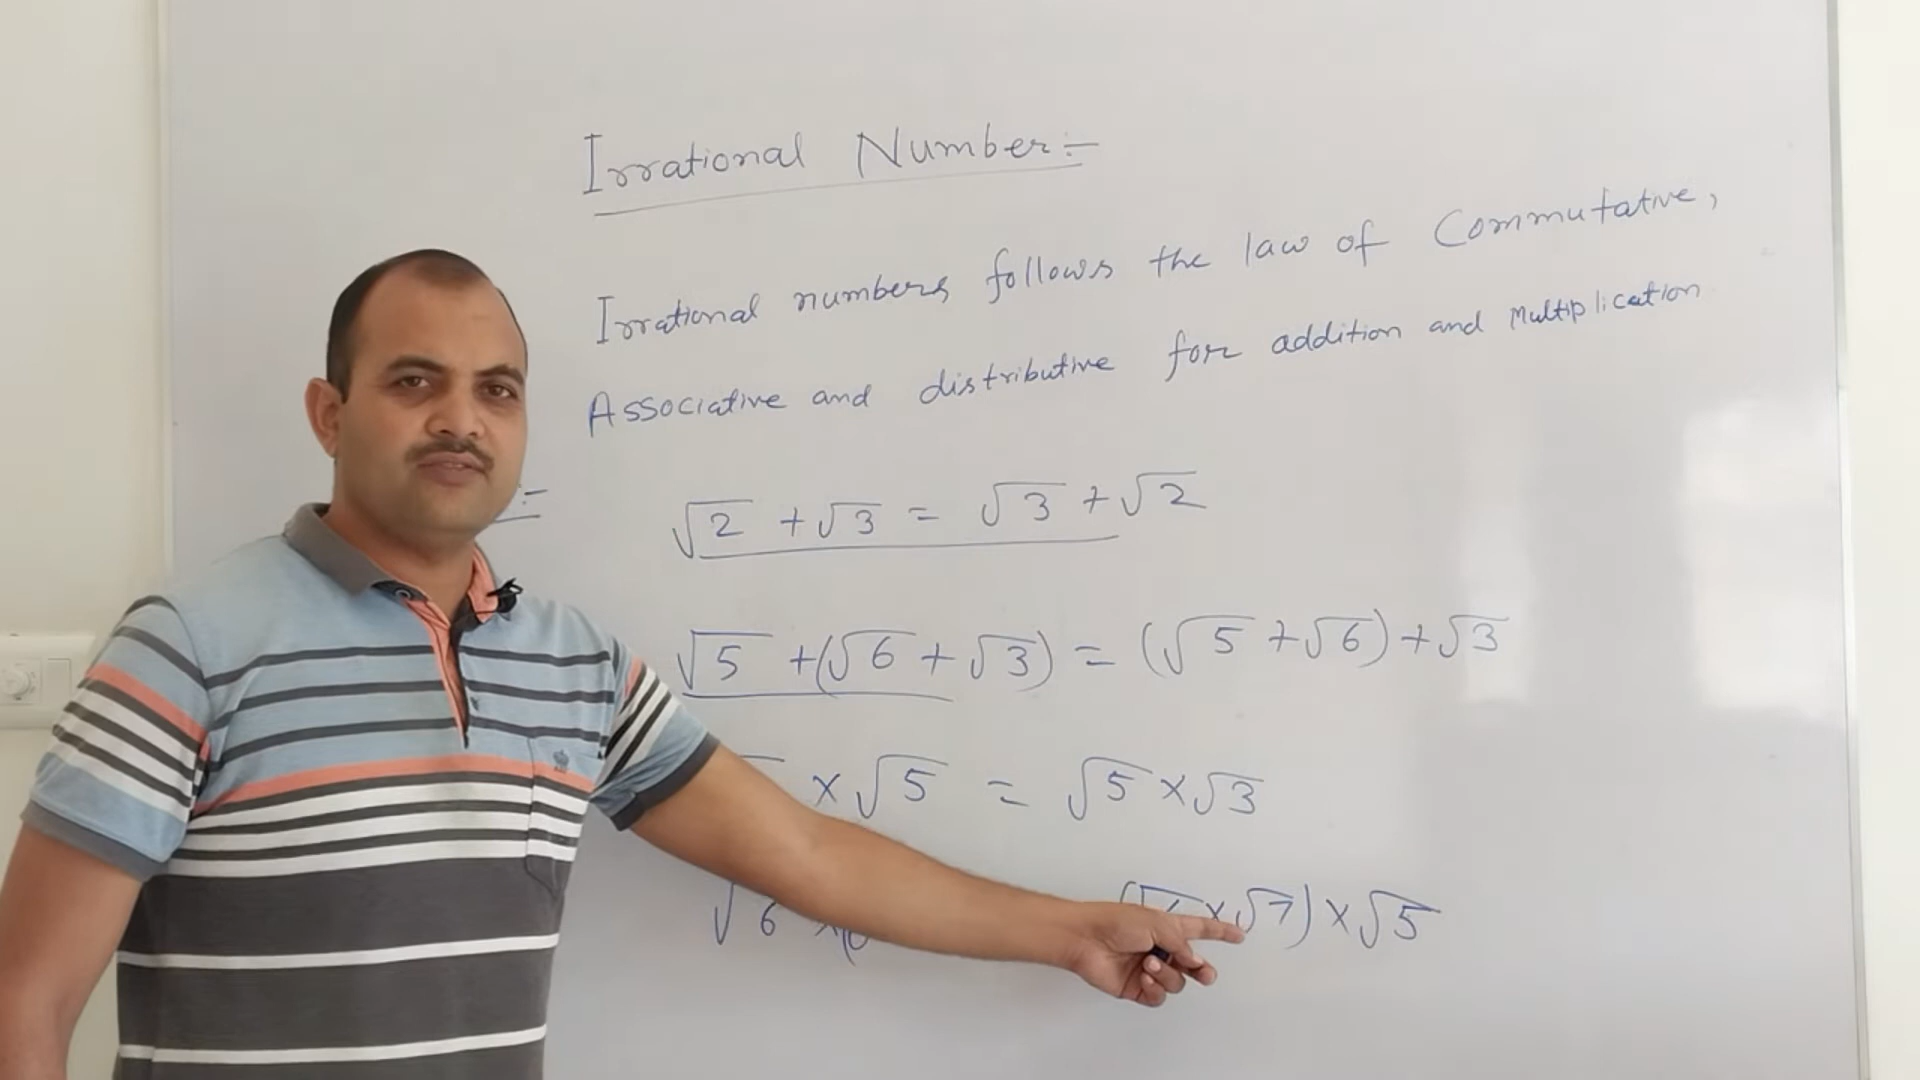 Irrational Number:-
Irrational numbers follows the law of Commutative,
Associative and distributive for addition and Multiplication
:-
√2 + √3 = √3 + √2
√5 + (√6 + √3) = (√5 + √6) + √3
× √5 = √5 × √3
√6 × ( × √7) × √5